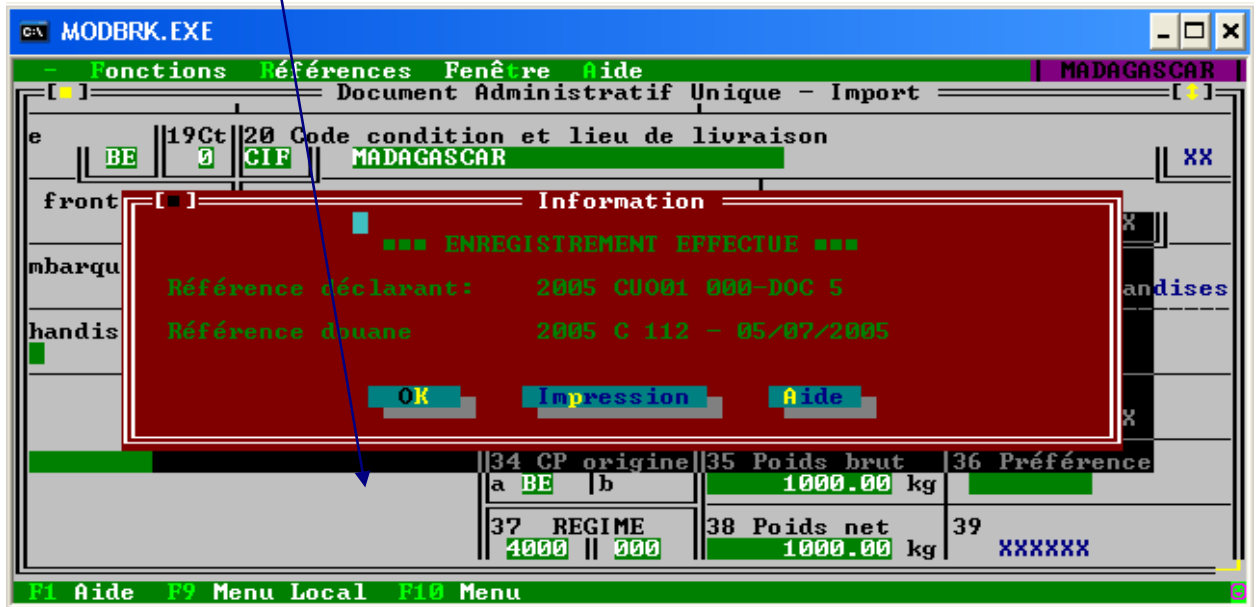 MODBRK.EXE
- Fonctions Références Fenêtre Aide MADAGASCAR
Document Administratif Unique - Import
e 19Ct 20 Code condition et lieu de livraison
BE 0 CIF MADAGASCAR XX
front Information
X
■■■ ENREGISTREMENT EFFECTUE ■■■
mbarqu
Référence déclarant: 2005 CUO01 000-DOC 5 andises
handis Référence douane 2005 C 112 - 05/07/2005
OK Impression Aide
X
34 CP origine 35 Poids brut 36 Préférence
a BE b 1000.00 kg
37 REGIME 38 Poids net 39
4000 000 1000.00 kg XXXXXX
F1 Aide F9 Menu Local F10 Menu